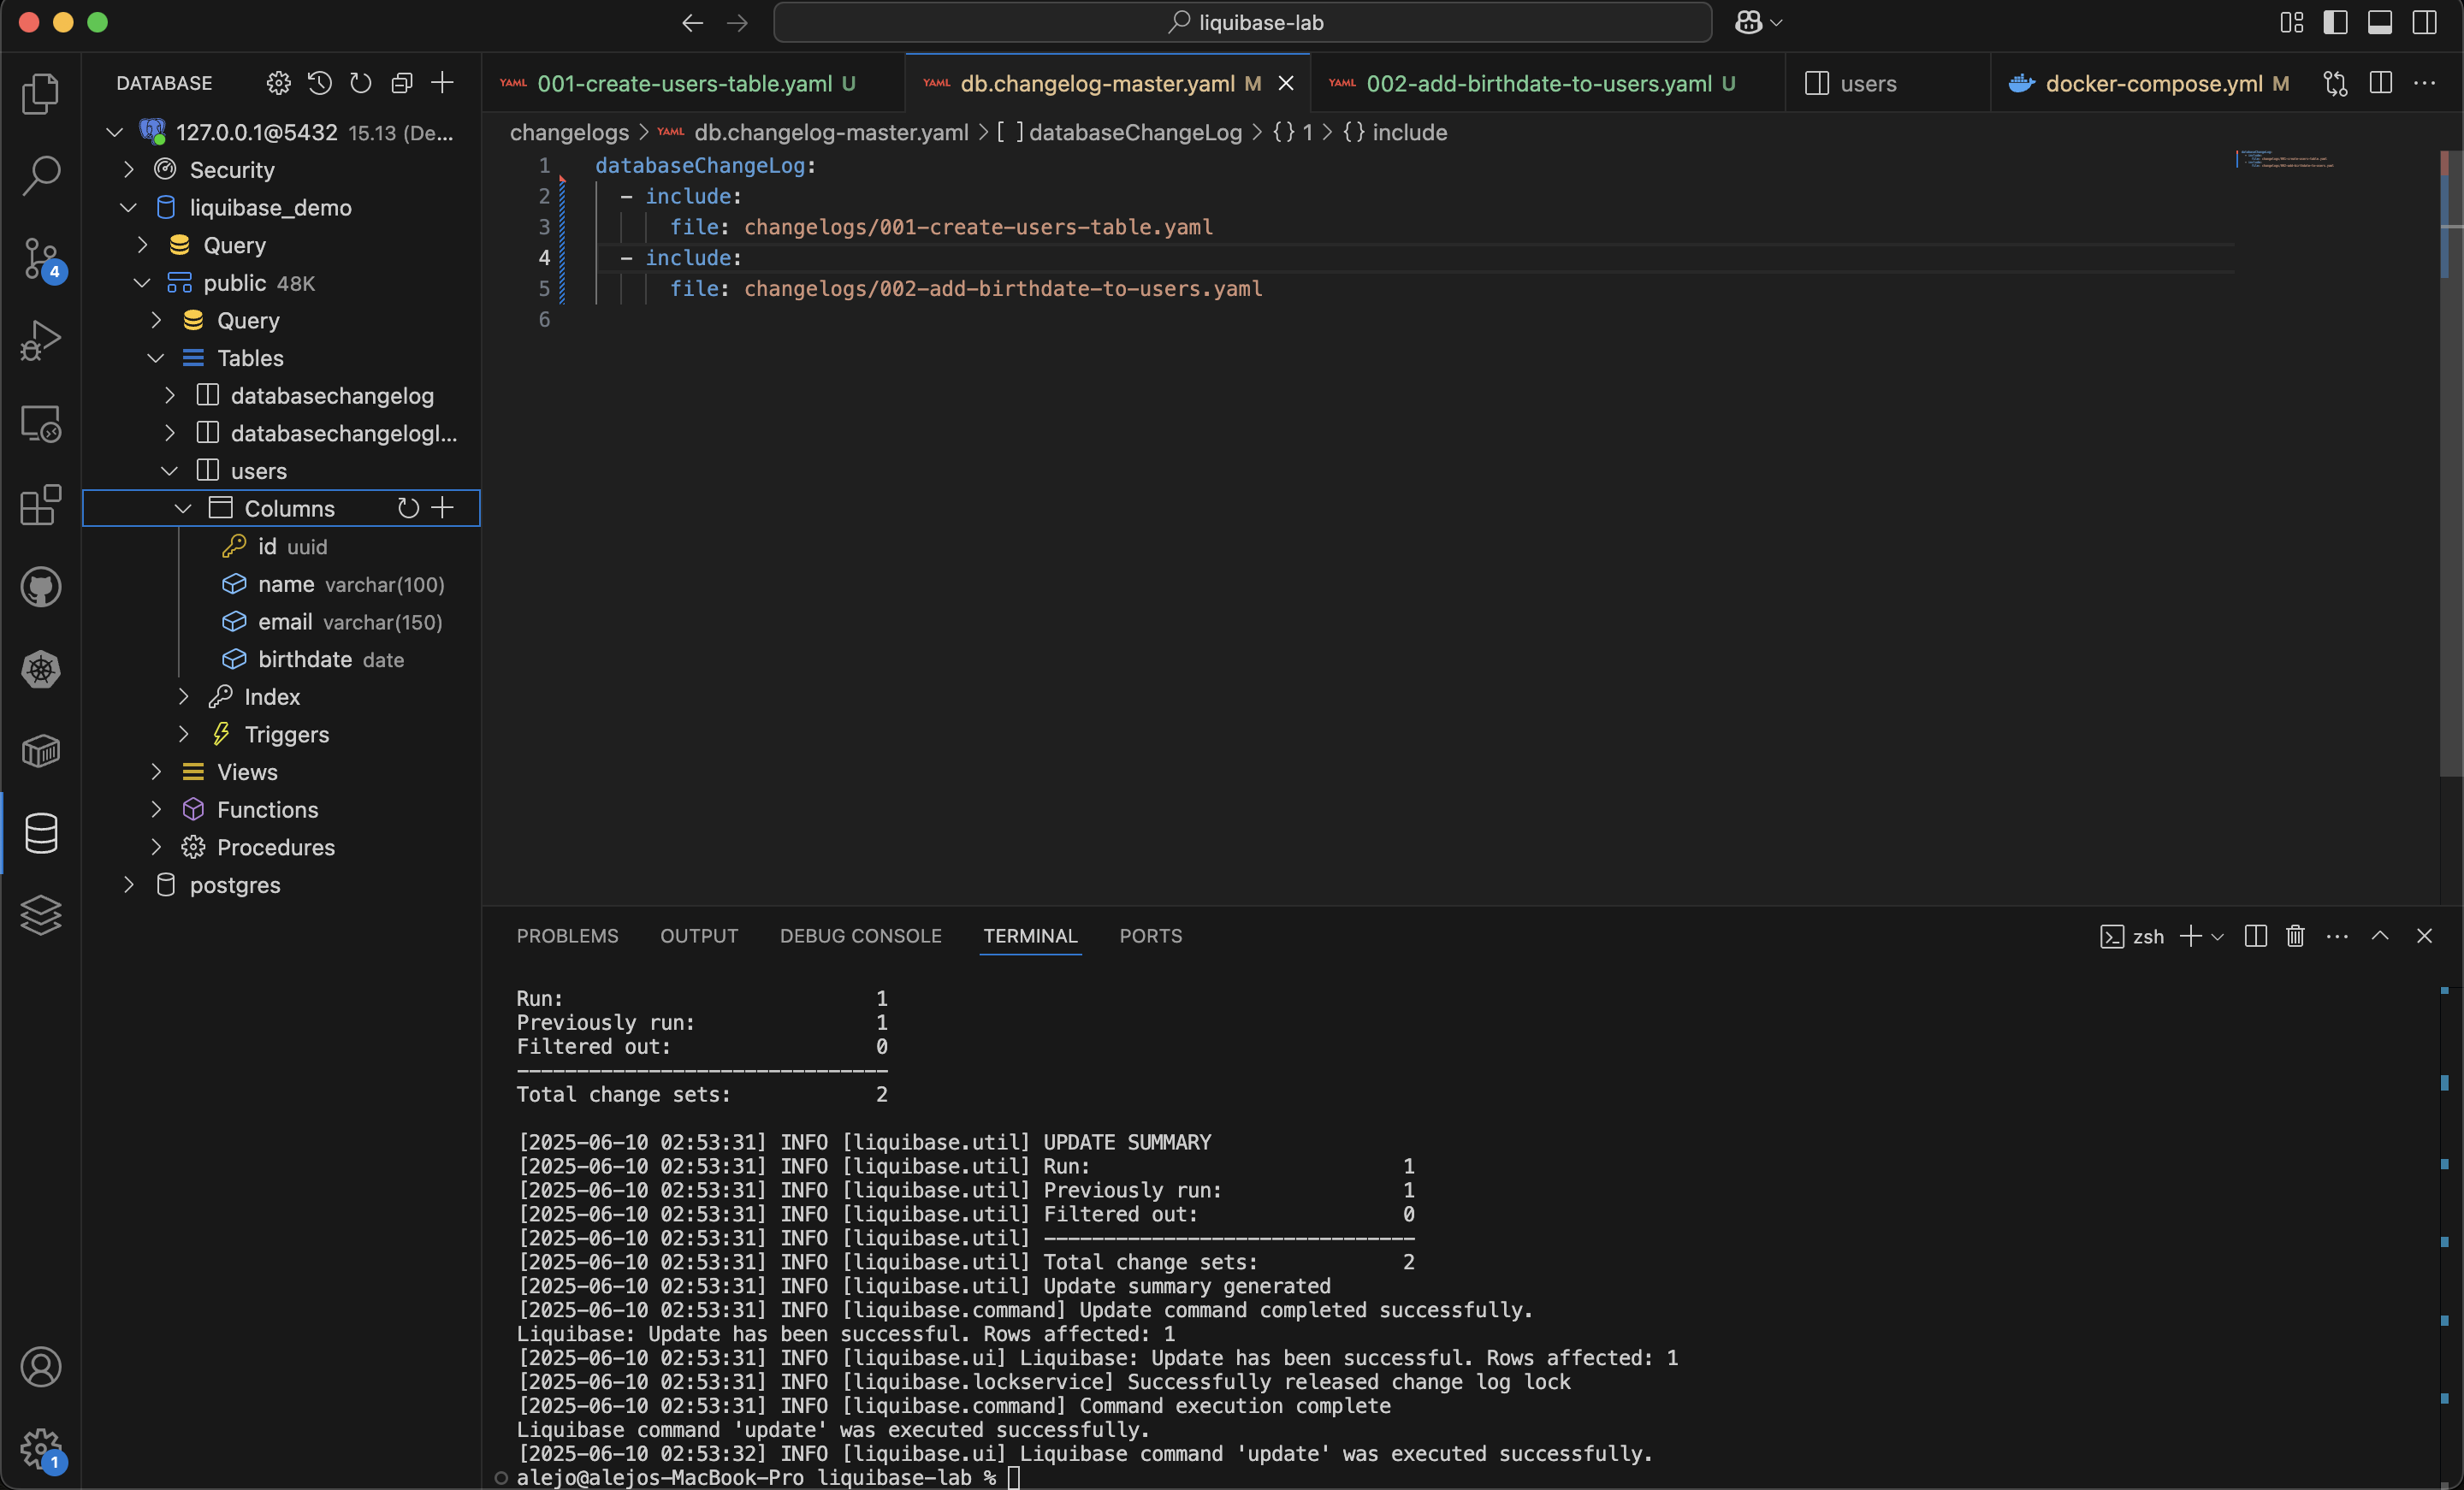 liquibase-lab
DATABASE
127.0.0.1@5432 15.13 (De...
Security
liquibase_demo
Query
public 48K
Query
Tables
databasechangelog
databasechangelogl...
users
Columns
id uuid
name varchar(100)
email varchar(150)
birthdate date
Index
Triggers
Views
Functions
Procedures
postgres
4
1
YAML 001-create-users-table.yaml U
YAML db.changelog-master.yaml M
YAML 002-add-birthdate-to-users.yaml U
users
docker-compose.yml M
changelogs > YAML db.changelog-master.yaml > [ ] databaseChangeLog > {} 1 > {} include
1 databaseChangeLog:
2 - include:
3 file: changelogs/001-create-users-table.yaml
4 - include:
5 file: changelogs/002-add-birthdate-to-users.yaml
6
PROBLEMS OUTPUT DEBUG CONSOLE TERMINAL PORTS
zsh
Run: 1
Previously run: 1
Filtered out: 0
-------------------------------
Total change sets: 2
[2025-06-10 02:53:31] INFO [liquibase.util] UPDATE SUMMARY
[2025-06-10 02:53:31] INFO [liquibase.util] Run: 1
[2025-06-10 02:53:31] INFO [liquibase.util] Previously run: 1
[2025-06-10 02:53:31] INFO [liquibase.util] Filtered out: 0
[2025-06-10 02:53:31] INFO [liquibase.util] -------------------------------
[2025-06-10 02:53:31] INFO [liquibase.util] Total change sets: 2
[2025-06-10 02:53:31] INFO [liquibase.util] Update summary generated
[2025-06-10 02:53:31] INFO [liquibase.command] Update command completed successfully.
Liquibase: Update has been successful. Rows affected: 1
[2025-06-10 02:53:31] INFO [liquibase.ui] Liquibase: Update has been successful. Rows affected: 1
[2025-06-10 02:53:31] INFO [liquibase.lockservice] Successfully released change log lock
[2025-06-10 02:53:31] INFO [liquibase.command] Command execution complete
Liquibase command 'update' was executed successfully.
[2025-06-10 02:53:32] INFO [liquibase.ui] Liquibase command 'update' was executed successfully.
alejo@alejos-MacBook-Pro liquibase-lab %